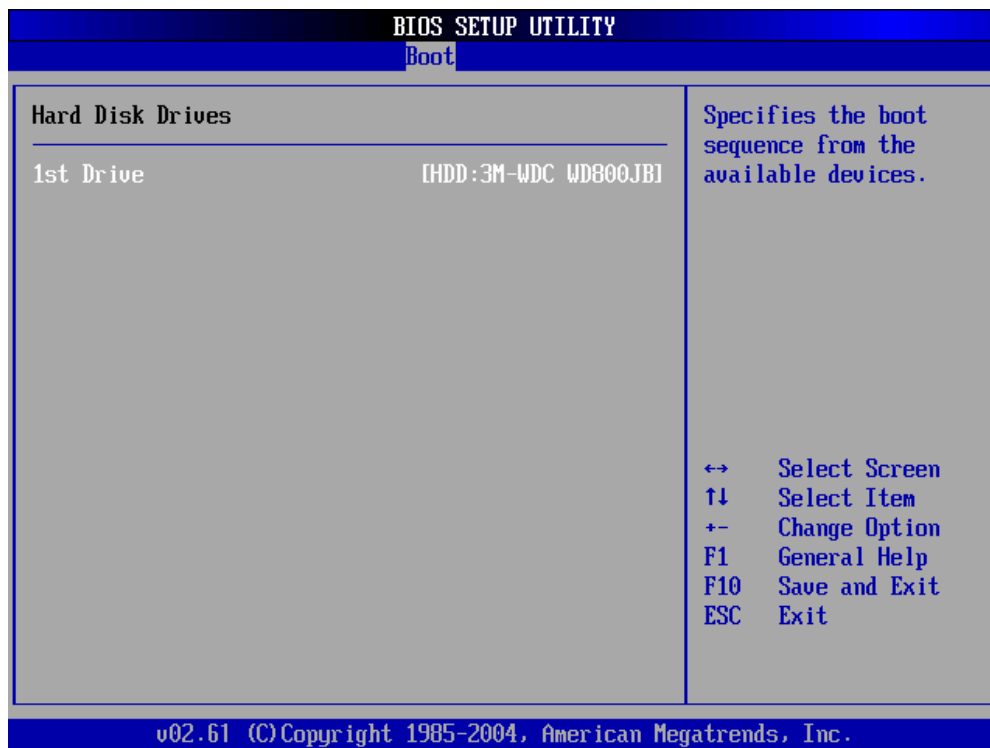 BIOS SETUP UTILITY
Boot
Hard Disk Drives
1st Drive [HDD:3M-WDC WD800JB]
Specifies the boot
sequence from the
available devices.
←→ Select Screen
↑↓ Select Item
+- Change Option
F1 General Help
F10 Save and Exit
ESC Exit
v02.61 (C)Copyright 1985-2004, American Megatrends, Inc.